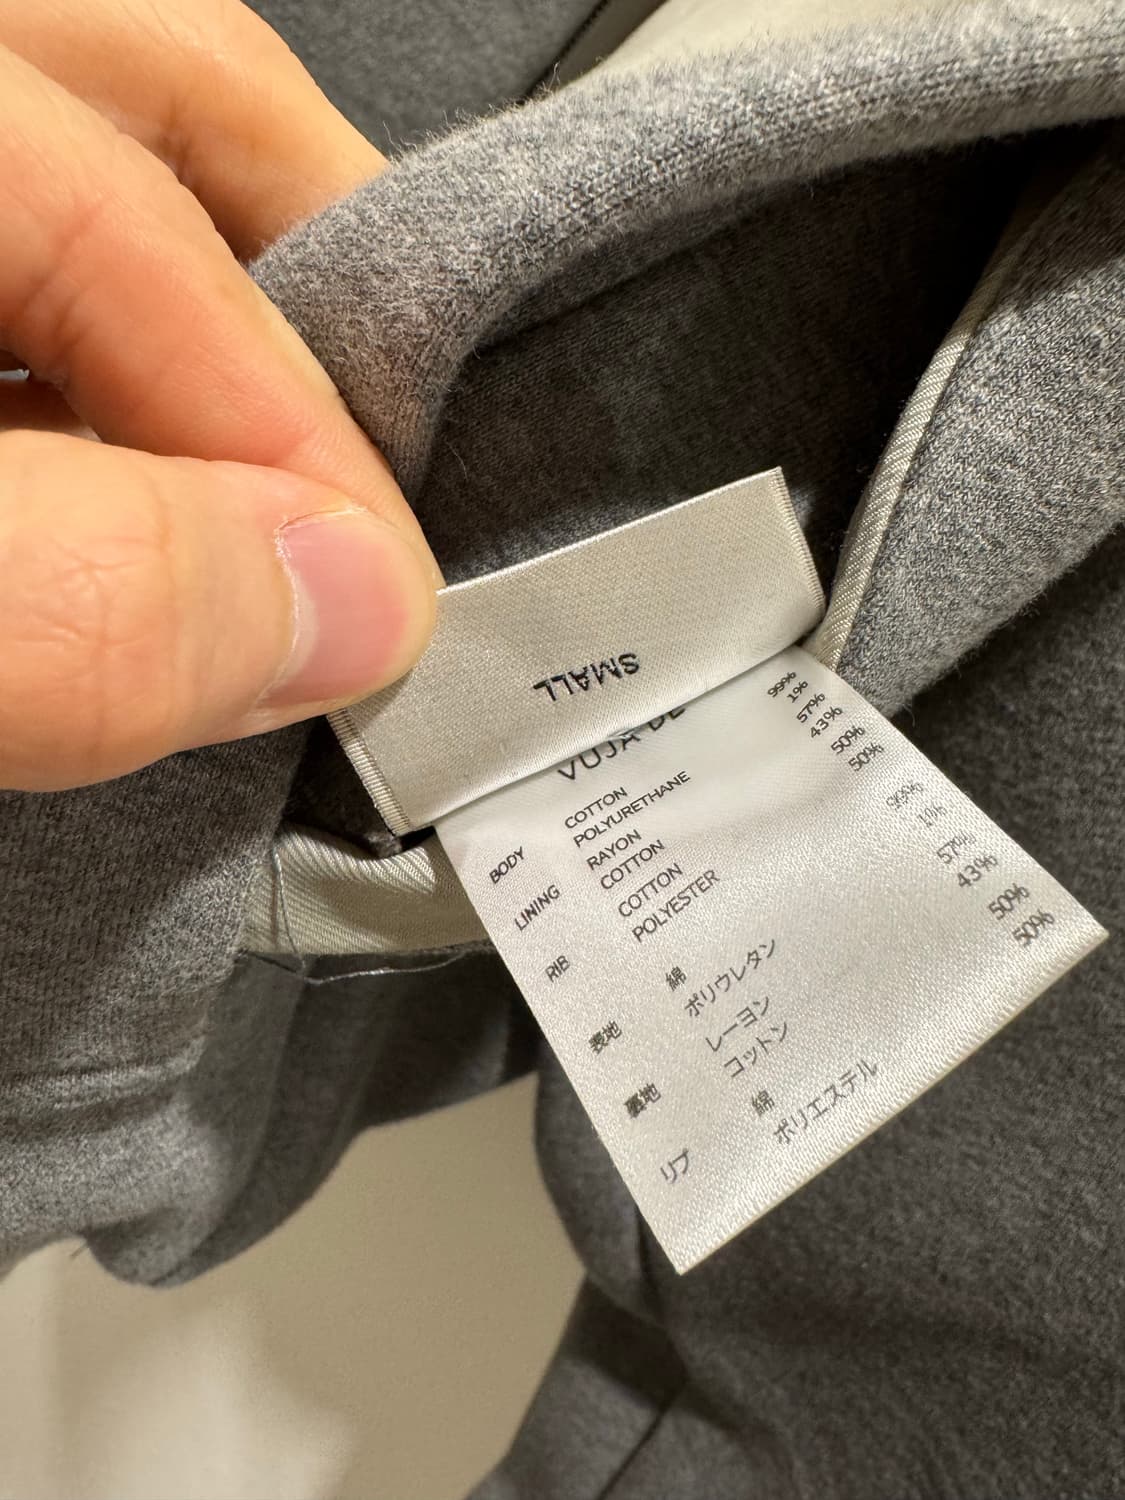 SMALL
VUJA DE
BODY COTTON 99%
POLYURETHANE 1%
LINING RAYON 57%
COTTON 43%
RIB COTTON 50%
POLYESTER 50%
表地 綿 99%
ポリウレタン 1%
裏地 レーヨン 57%
コットン 43%
リブ 綿 50%
ポリエステル 50%